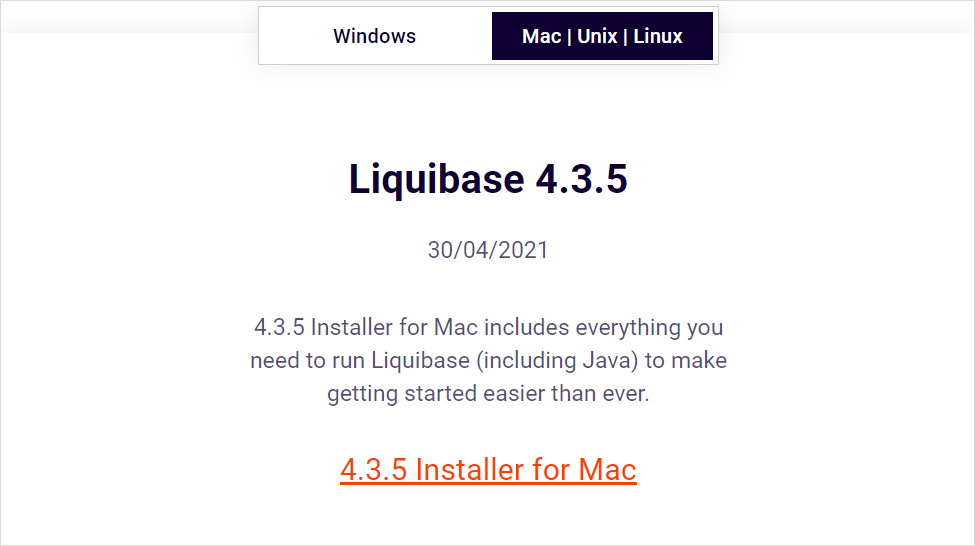 Windows
Mac | Unix | Linux
Liquibase 4.3.5
30/04/2021
4.3.5 Installer for Mac includes everything you
need to run Liquibase (including Java) to make
getting started easier than ever.
4.3.5 Installer for Mac